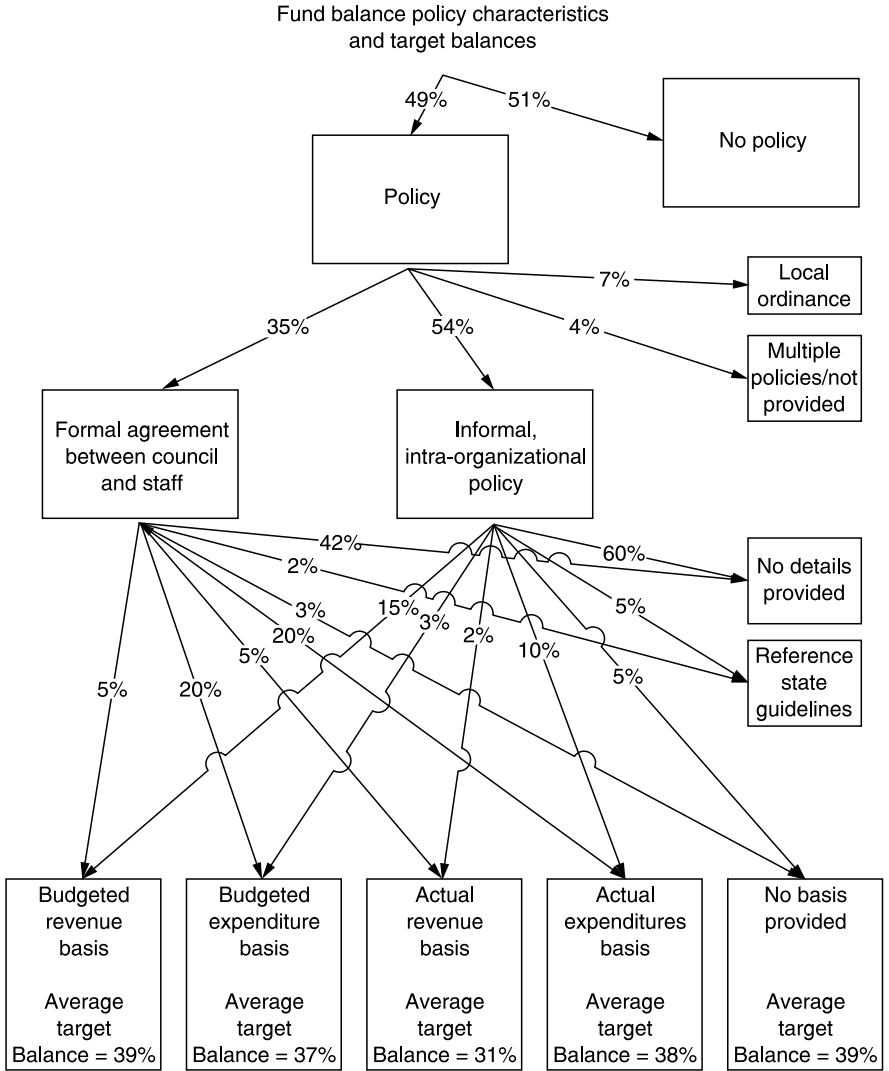 Fund balance policy characteristics
and target balances
49%
51%
No policy
Policy
7%
Local
ordinance
35%
54%
4%
Multiple
policies/not
provided
Formal agreement
between council
and staff
Informal,
intra-organizational
policy
42%
60%
No details
provided
2%
3%
15%
5%
20%
3%
2%
10%
5%
5%
5%
20%
Reference
state
guidelines
Budgeted
revenue
basis
Average
target
Balance = 39%
Budgeted
expenditure
basis
Average
target
Balance = 37%
Actual
revenue
basis
Average
target
Balance = 31%
Actual
expenditures
basis
Average
target
Balance = 38%
No basis
provided
Average
target
Balance = 39%